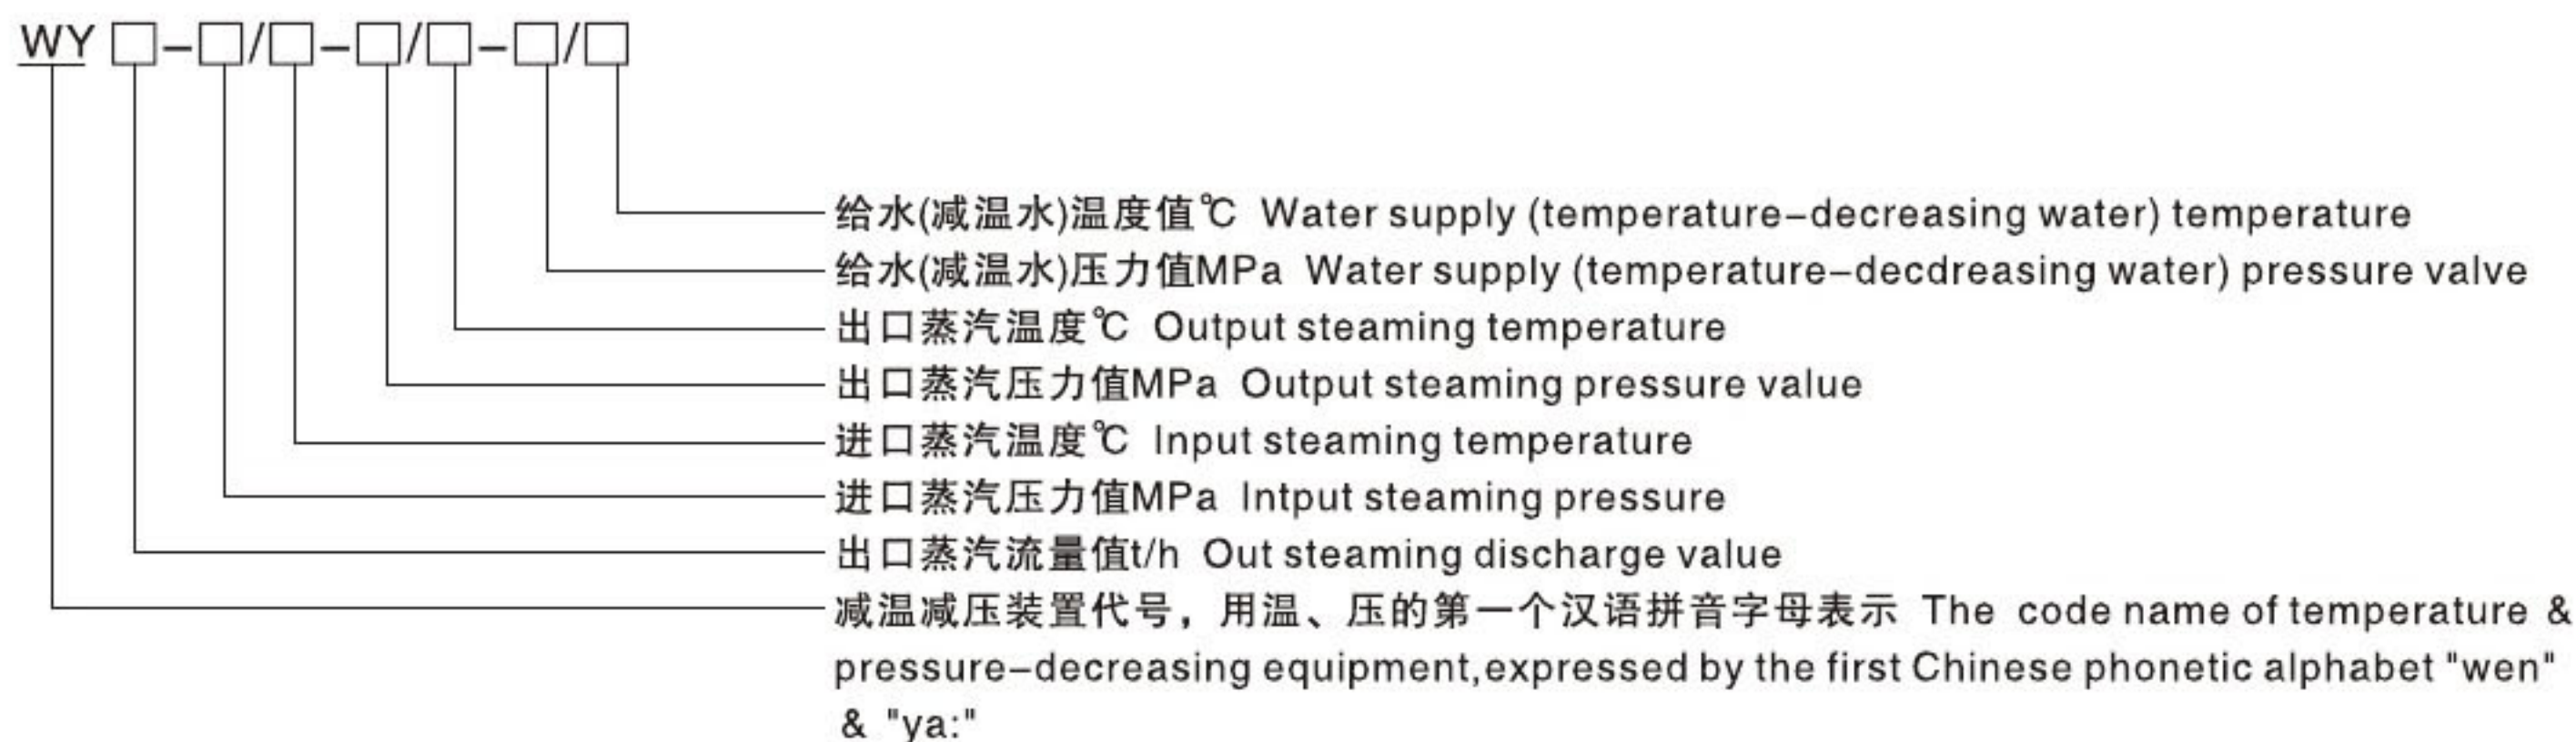 WY□-□/□-□/□-□/□
给水(减温水)温度值℃ Water supply (temperature-decreasing water) temperature
给水(减温水)压力值MPa Water supply (temperature-decdreasing water) pressure valve
出口蒸汽温度℃ Output steaming temperature
出口蒸汽压力值MPa Output steaming pressure value
进口蒸汽温度℃ Input steaming temperature
进口蒸汽压力值MPa Intput steaming pressure
出口蒸汽流量值t/h Out steaming discharge value
减温减压装置代号，用温、压的第一个汉语拼音字母表示 The code name of temperature &
pressure-decreasing equipment,expressed by the first Chinese phonetic alphabet "wen"
& "ya:"